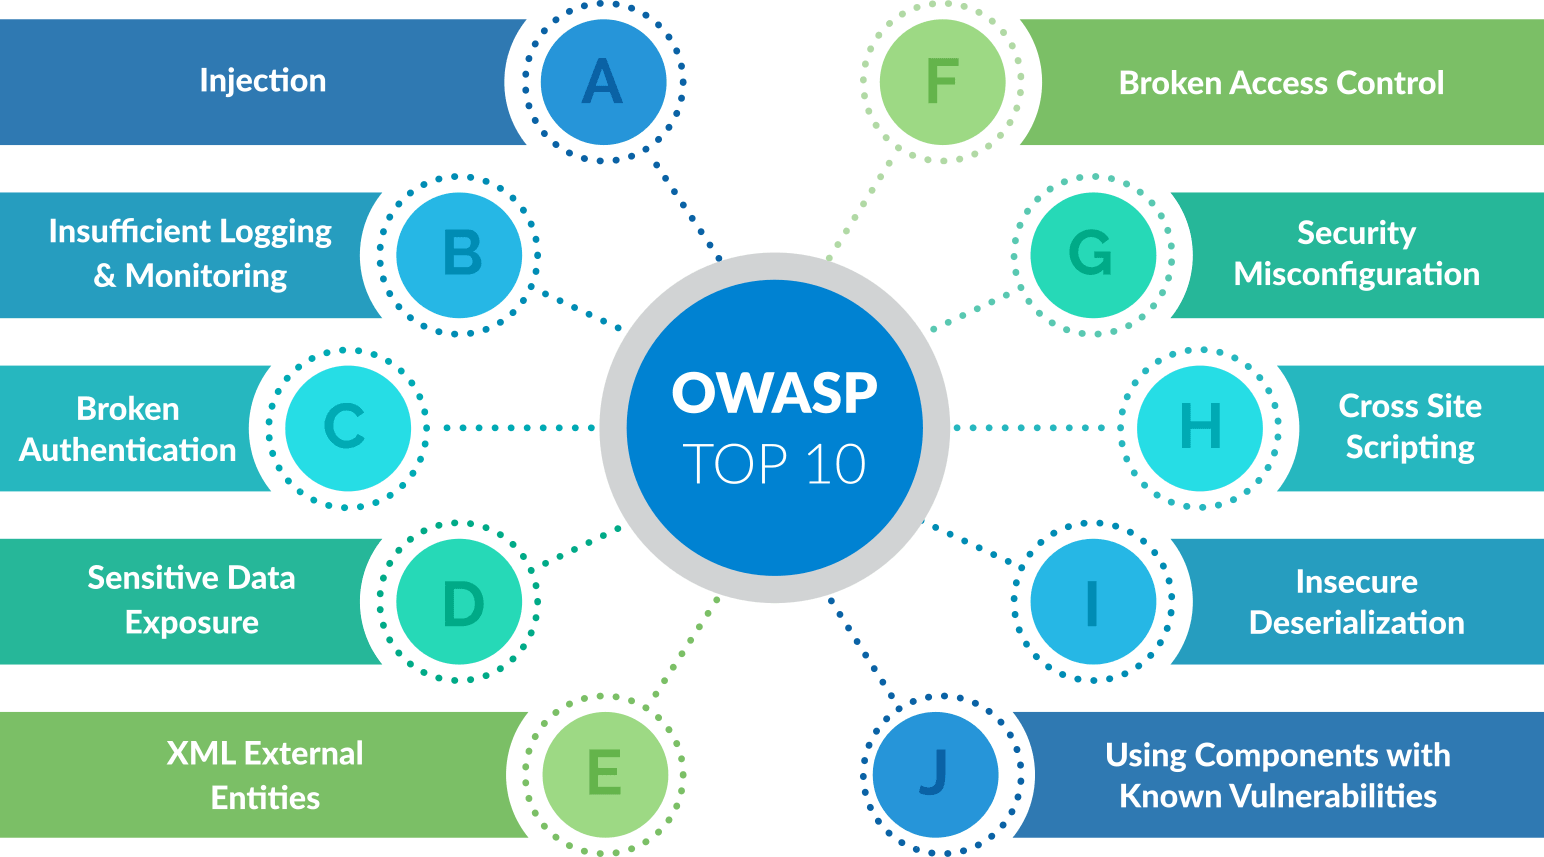 Injection
A
Insufficient Logging
& Monitoring
B
Broken
Authentication
C
Sensitive Data
Exposure
D
XML External
Entities
E
OWASP
TOP 10
F
Broken Access Control
G
Security
Misconfiguration
H
Cross Site
Scripting
I
Insecure
Deserialization
J
Using Components with
Known Vulnerabilities